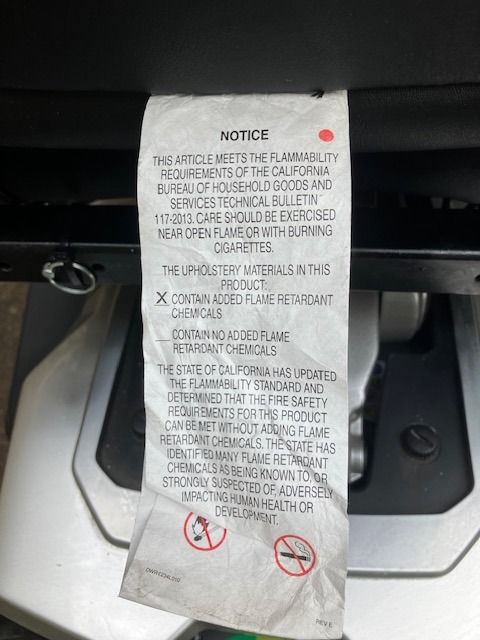 NOTICE
THIS ARTICLE MEETS THE FLAMMABILITY
REQUIREMENTS OF THE CALIFORNIA
BUREAU OF HOUSEHOLD GOODS AND
SERVICES TECHNICAL BULLETIN
117-2013. CARE SHOULD BE EXERCISED
NEAR OPEN FLAME OR WITH BURNING
CIGARETTES.
THE UPHOLSTERY MATERIALS IN THIS
PRODUCT:
X CONTAIN ADDED FLAME RETARDANT
CHEMICALS
__ CONTAIN NO ADDED FLAME
RETARDANT CHEMICALS
THE STATE OF CALIFORNIA HAS UPDATED
THE FLAMMABILITY STANDARD AND
DETERMINED THAT THE FIRE SAFETY
REQUIREMENTS FOR THIS PRODUCT
CAN BE MET WITHOUT ADDING FLAME
RETARDANT CHEMICALS. THE STATE HAS
IDENTIFIED MANY FLAME RETARDANT
CHEMICALS AS BEING KNOWN TO, OR
STRONGLY SUSPECTED OF, ADVERSELY
IMPACTING HUMAN HEALTH OR
DEVELOPMENT.
DWR1234L010
REV E